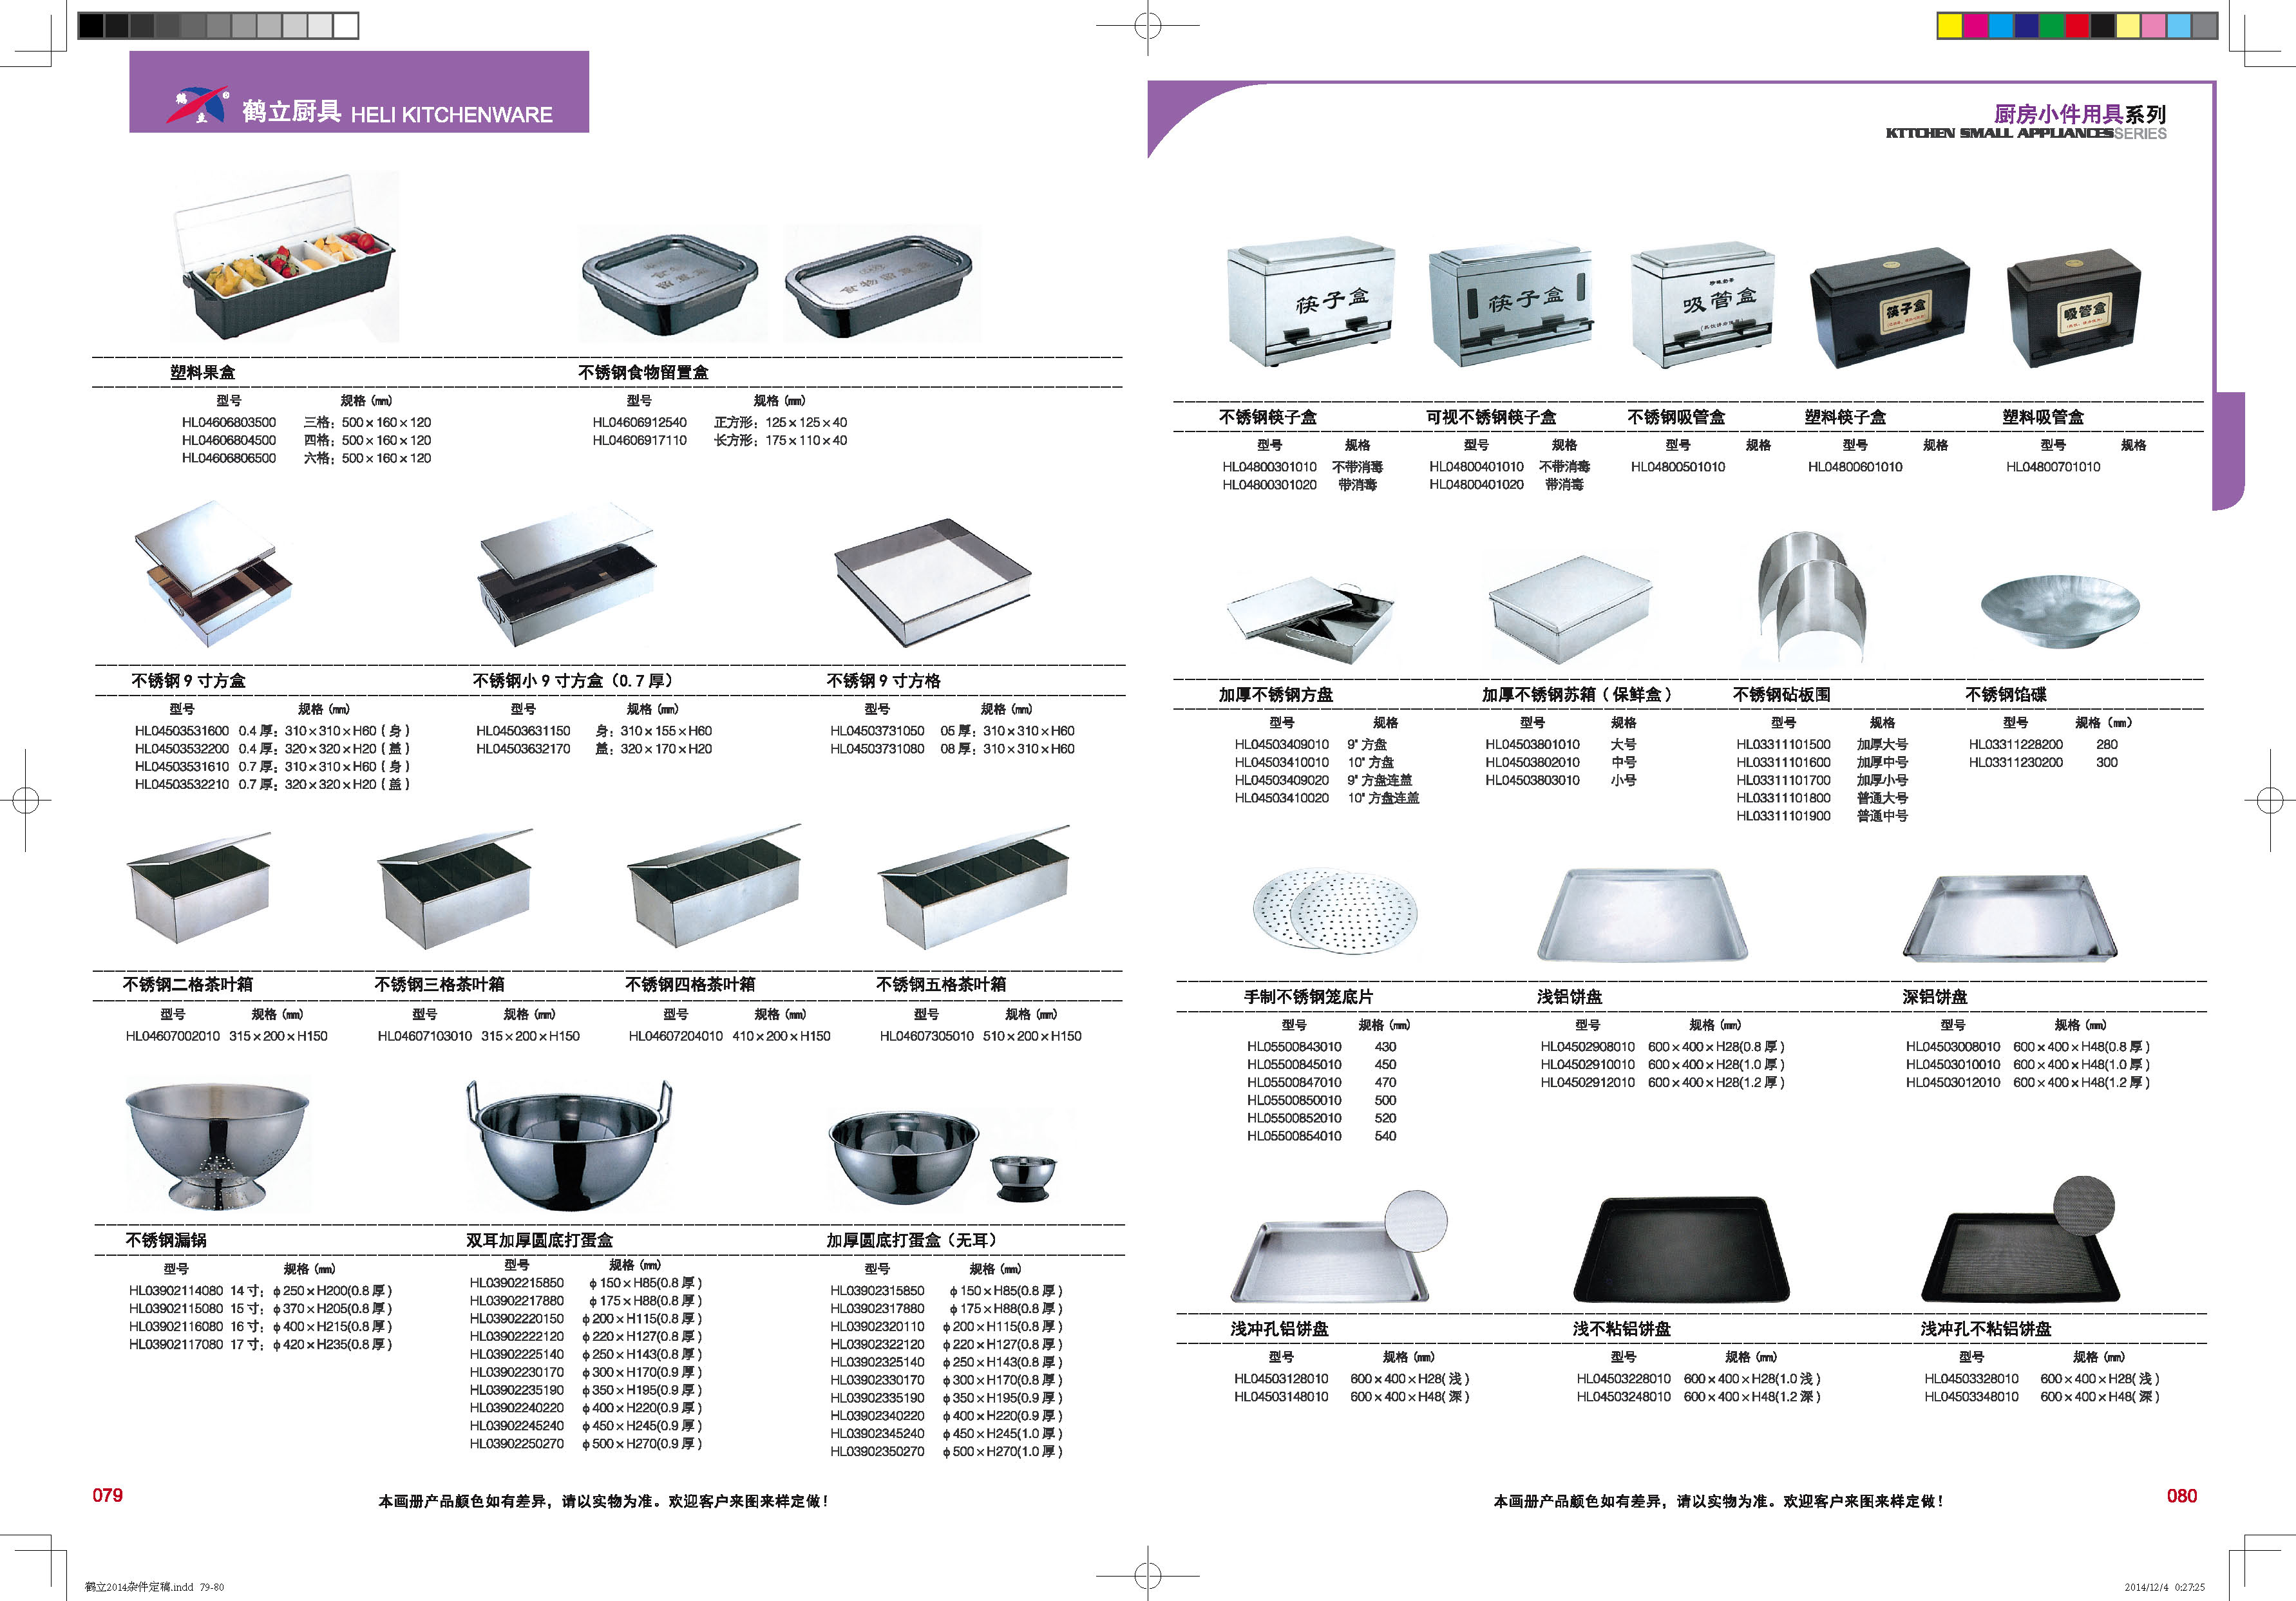 鹤立厨具 HELI KITCHENWARE
塑料果盒
型号 规格 (mm)
HL04606803500 三格：500×160×120
HL04606804500 四格：500×160×120
HL04606806500 六格：500×160×120
不锈钢食物留置盒
型号 规格 (mm)
HL04606912540 正方形：125×125×40
HL04606917110 长方形：175×110×40
不锈钢 9 寸方盒
型号 规格 (mm)
HL04503531600 0.4 厚：310×310×H60 ( 身 )
HL04503532200 0.4 厚：320×320×H20 ( 盖 )
HL04503531610 0.7 厚：310×310×H60 ( 身 )
HL04503532210 0.7 厚：320×320×H20 ( 盖 )
不锈钢小 9 寸方盒（0.7 厚）
型号 规格 (mm)
HL04503631150 身：310×155×H60
HL04503632170 盖：320×170×H20
不锈钢 9 寸方格
型号 规格 (mm)
HL04503731050 05 厚：310×310×H60
HL04503731080 08 厚：310×310×H60
不锈钢二格茶叶箱
型号 规格 (mm)
HL04607002010 315×200×H150
不锈钢三格茶叶箱
型号 规格 (mm)
HL04607103010 315×200×H150
不锈钢四格茶叶箱
型号 规格 (mm)
HL04607204010 410×200×H150
不锈钢五格茶叶箱
型号 规格 (mm)
HL04607305010 510×200×H150
不锈钢漏锅
型号 规格 (mm)
HL03902114080 14 寸：φ250×H200(0.8 厚 )
HL03902115080 15 寸：φ370×H205(0.8 厚 )
HL03902116080 16 寸：φ400×H215(0.8 厚 )
HL03902117080 17 寸：φ420×H235(0.8 厚 )
双耳加厚圆底打蛋盒
型号 规格 (mm)
HL03902215850 φ150×H85(0.8 厚 )
HL03902217880 φ175×H88(0.8 厚 )
HL03902220150 φ200×H115(0.8 厚 )
HL03902222120 φ220×H127(0.8 厚 )
HL03902225140 φ250×H143(0.8 厚 )
HL03902230170 φ300×H170(0.9 厚 )
HL03902235190 φ350×H195(0.9 厚 )
HL03902240220 φ400×H220(0.9 厚 )
HL03902245240 φ450×H245(0.9 厚 )
HL03902250270 φ500×H270(0.9 厚 )
加厚圆底打蛋盒（无耳）
型号 规格 (mm)
HL03902315850 φ150×H85(0.8 厚 )
HL03902317880 φ175×H88(0.8 厚 )
HL03902320110 φ200×H115(0.8 厚 )
HL03902322120 φ220×H127(0.8 厚 )
HL03902325140 φ250×H143(0.8 厚 )
HL03902330170 φ300×H170(0.8 厚 )
HL03902335190 φ350×H195(0.9 厚 )
HL03902340220 φ400×H220(0.9 厚 )
HL03902345240 φ450×H245(1.0 厚 )
HL03902350270 φ500×H270(1.0 厚 )
079
本画册产品颜色如有差异，请以实物为准。欢迎客户来图来样定做！
厨房小件用具系列
KTTCHEN SMALL APPLIANCESSERIES
筷子盒
筷子盒
吸管盒
筷子盒
吸管盒
不锈钢筷子盒
型号 规格
HL04800301010 不带消毒
HL04800301020 带消毒
可视不锈钢筷子盒
型号 规格
HL04800401010 不带消毒
HL04800401020 带消毒
不锈钢吸管盒
型号 规格
HL04800501010
塑料筷子盒
型号 规格
HL04800601010
塑料吸管盒
型号 规格
HL04800701010
加厚不锈钢方盘
型号 规格
HL04503409010 9" 方盘
HL04503410010 10" 方盘
HL04503409020 9" 方盘连盖
HL04503410020 10" 方盘连盖
加厚不锈钢苏箱（保鲜盒）
型号 规格
HL04503801010 大号
HL04503802010 中号
HL04503803010 小号
不锈钢砧板围
型号 规格
HL03311101500 加厚大号
HL03311101600 加厚中号
HL03311101700 加厚小号
HL03311101800 普通大号
HL03311101900 普通中号
不锈钢馅碟
型号 规格（mm）
HL03311228200 280
HL03311230200 300
手制不锈钢笼底片
型号 规格 (mm)
HL05500843010 430
HL05500845010 450
HL05500847010 470
HL05500850010 500
HL05500852010 520
HL05500854010 540
浅铝饼盘
型号 规格 (mm)
HL04502908010 600×400×H28(0.8 厚 )
HL04502910010 600×400×H28(1.0 厚 )
HL04502912010 600×400×H28(1.2 厚 )
深铝饼盘
型号 规格 (mm)
HL04503008010 600×400×H48(0.8 厚 )
HL04503010010 600×400×H48(1.0 厚 )
HL04503012010 600×400×H48(1.2 厚 )
浅冲孔铝饼盘
型号 规格 (mm)
HL04503128010 600×400×H28( 浅 )
HL04503148010 600×400×H48( 深 )
浅不粘铝饼盘
型号 规格 (mm)
HL04503228010 600×400×H28(1.0 浅 )
HL04503248010 600×400×H48(1.2 深 )
浅冲孔不粘铝饼盘
型号 规格 (mm)
HL04503328010 600×400×H28( 浅 )
HL04503348010 600×400×H48( 深 )
本画册产品颜色如有差异，请以实物为准。欢迎客户来图来样定做！
080
鹤立2014杂件定稿.indd 79-80
2014/12/4 0:27:25